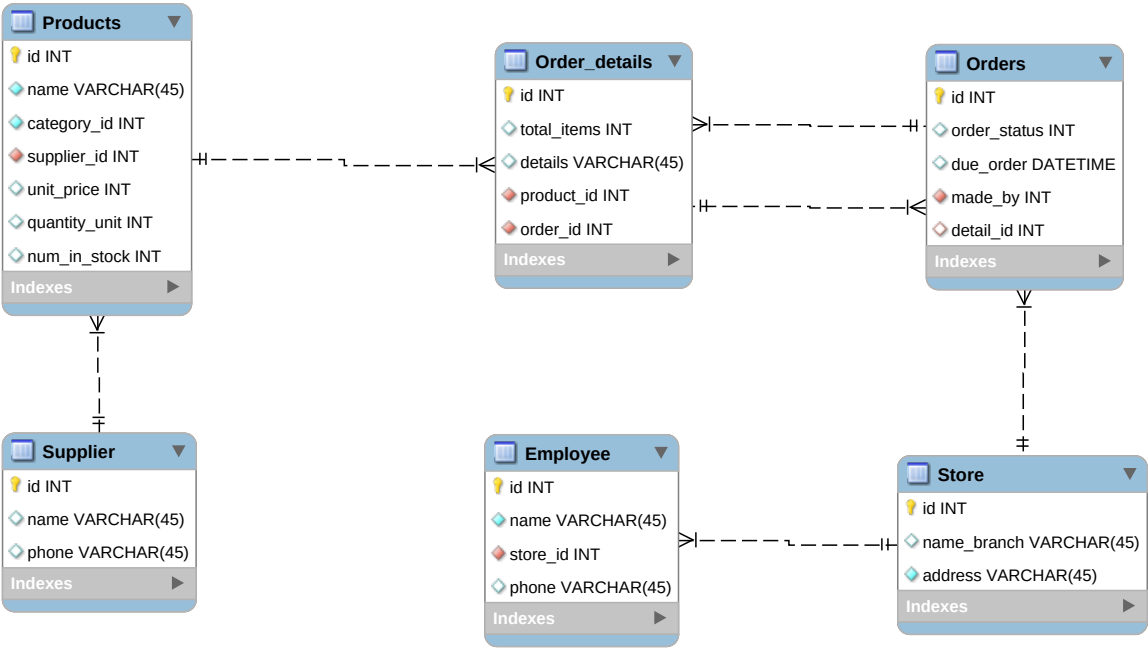 Products
id INT
name VARCHAR(45)
category_id INT
supplier_id INT
unit_price INT
quantity_unit INT
num_in_stock INT
Indexes
Order_details
id INT
total_items INT
details VARCHAR(45)
product_id INT
order_id INT
Indexes
Orders
id INT
order_status INT
due_order DATETIME
made_by INT
detail_id INT
Indexes
Supplier
id INT
name VARCHAR(45)
phone VARCHAR(45)
Indexes
Employee
id INT
name VARCHAR(45)
store_id INT
phone VARCHAR(45)
Indexes
Store
id INT
name_branch VARCHAR(45)
address VARCHAR(45)
Indexes